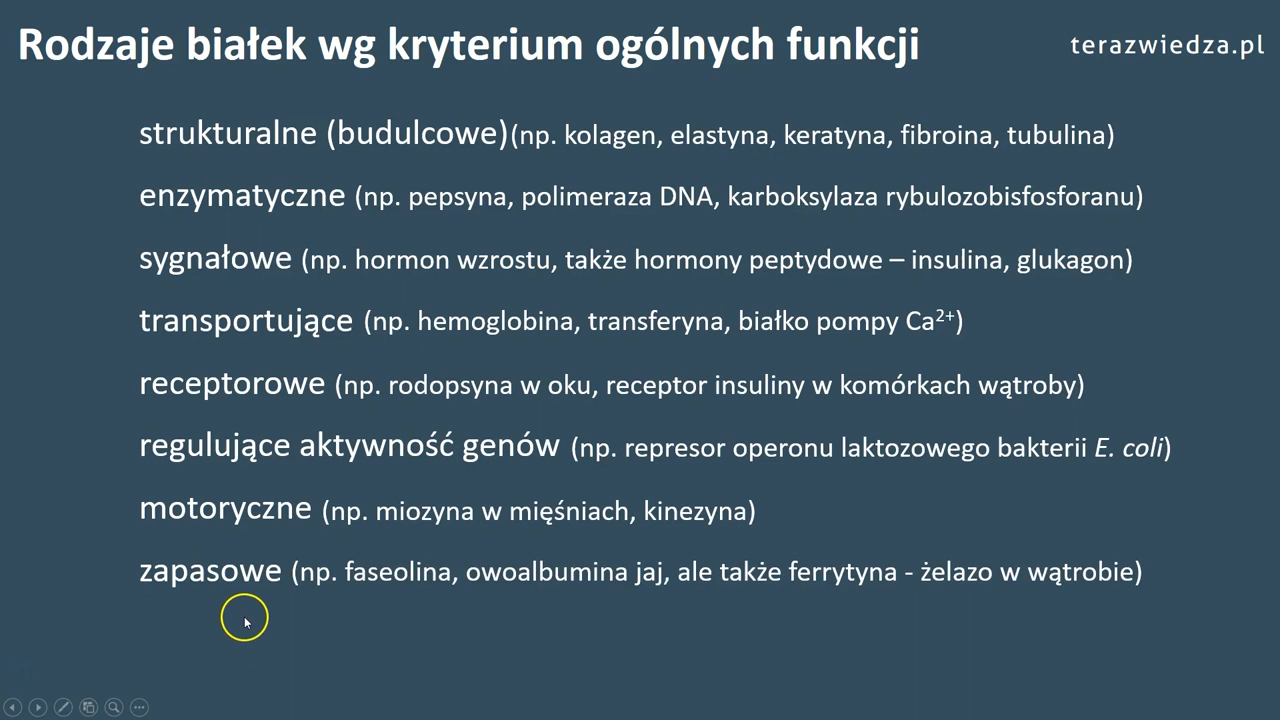 Rodzaje białek wg kryterium ogólnych funkcji
terazwiedza.pl
strukturalne (budulcowe)(np. kolagen, elastyna, keratyna, fibroina, tubulina)
enzymatyczne (np. pepsyna, polimeraza DNA, karboksylaza rybulozobisfosforanu)
sygnałowe (np. hormon wzrostu, także hormony peptydowe – insulina, glukagon)
transportujące (np. hemoglobina, transferyna, białko pompy Ca²⁺)
receptorowe (np. rodopsyna w oku, receptor insuliny w komórkach wątroby)
regulujące aktywność genów (np. represor operonu laktozowego bakterii E. coli)
motoryczne (np. miozyna w mięśniach, kinezyna)
zapasowe (np. faseolina, owoalbumina jaj, ale także ferrytyna - żelazo w wątrobie)